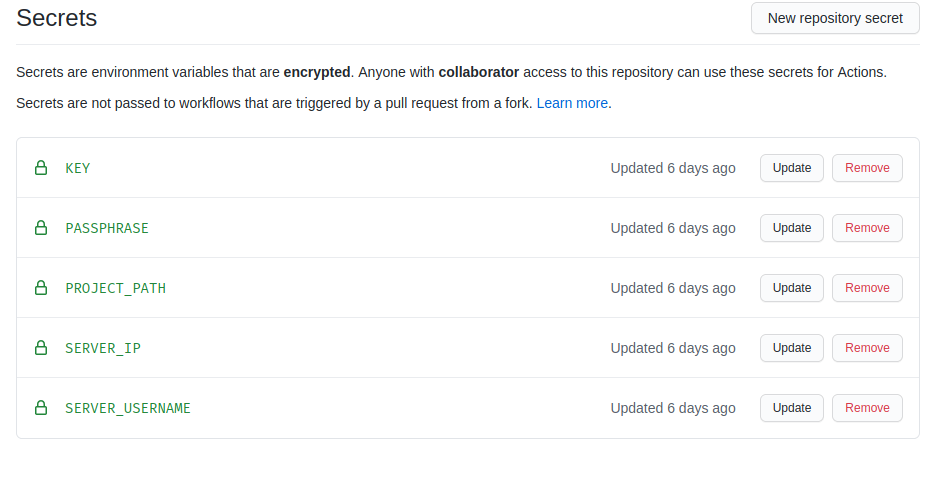 Secrets
New repository secret
Secrets are environment variables that are encrypted. Anyone with collaborator access to this repository can use these secrets for Actions.
Secrets are not passed to workflows that are triggered by a pull request from a fork. Learn more.
KEY Updated 6 days ago Update Remove
PASSPHRASE Updated 6 days ago Update Remove
PROJECT_PATH Updated 6 days ago Update Remove
SERVER_IP Updated 6 days ago Update Remove
SERVER_USERNAME Updated 6 days ago Update Remove